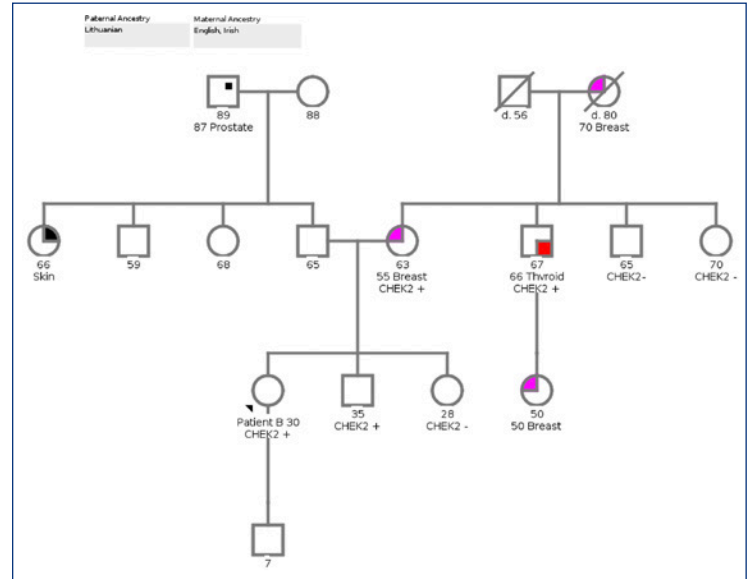 Paternal Ancestry
Maternal Ancestry
Lithuanian
English, Irish
89
87 Prostate
88
d. 56
d. 80
70 Breast
66
Skin
59
68
65
63
55 Breast
CHEK2 +
67
66 Thyroid
CHEK2 +
65
CHEK2-
70
CHEK2 -
Patient B 30
CHEK2 +
35
CHEK2 +
28
CHEK2 -
50
50 Breast
7